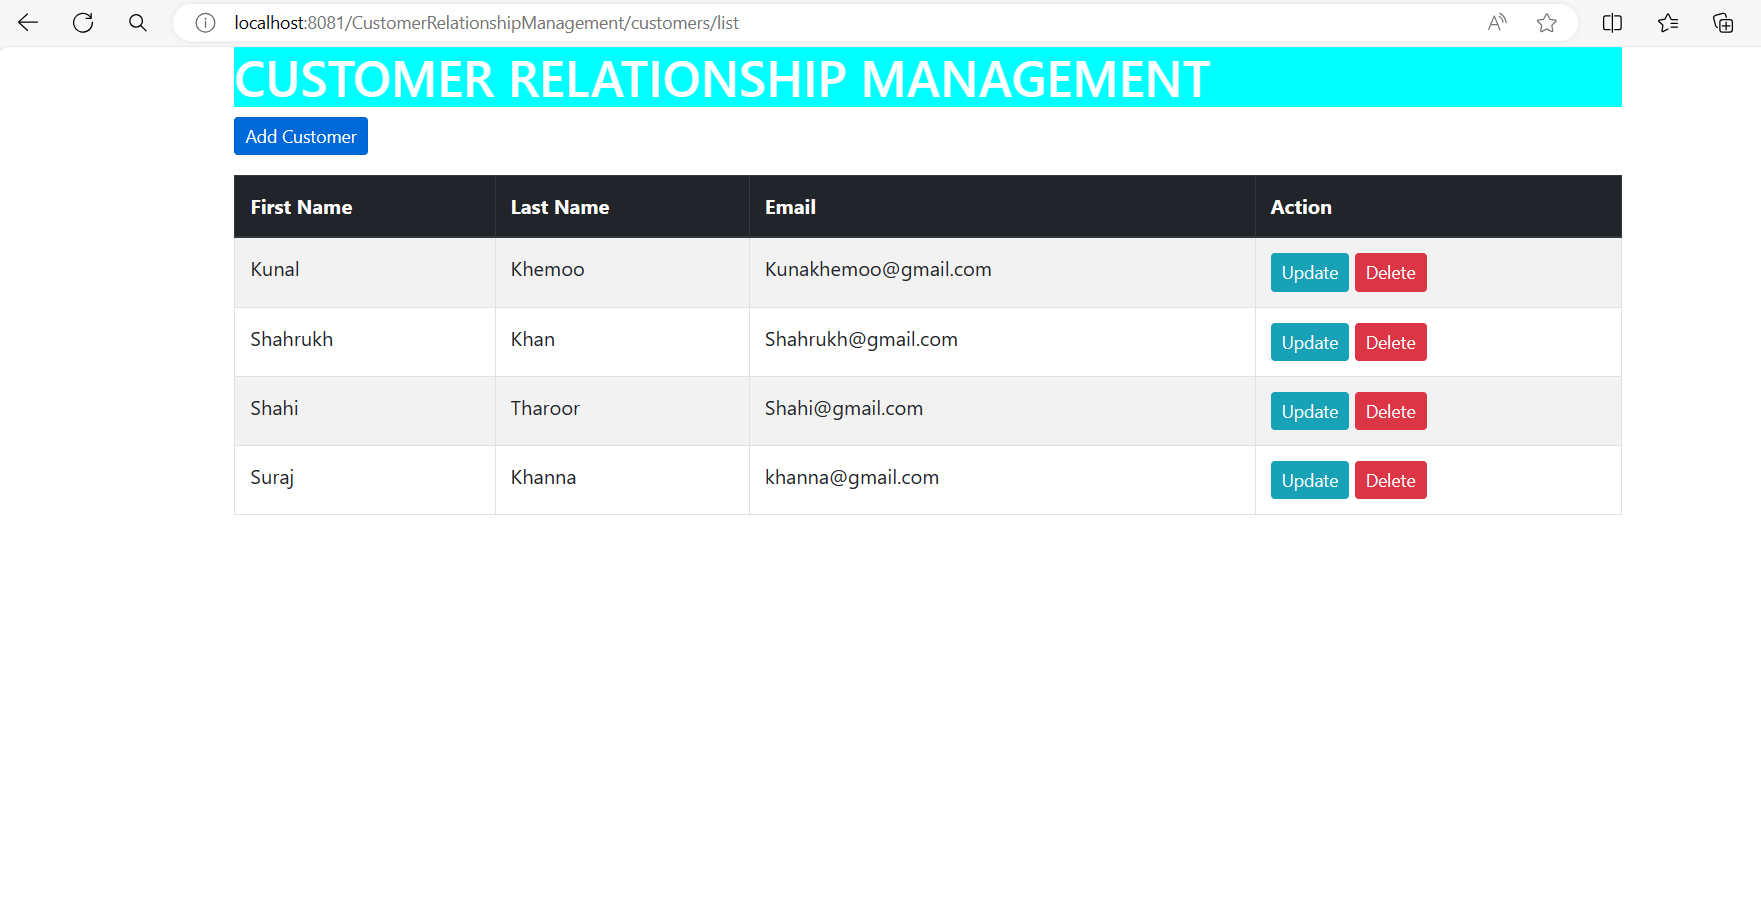 localhost:8081/CustomerRelationshipManagement/customers/list
CUSTOMER RELATIONSHIP MANAGEMENT
Add Customer
First Name Last Name Email Action
Kunal Khemoo Kunakhemoo@gmail.com Update Delete
Shahrukh Khan Shahrukh@gmail.com Update Delete
Shahi Tharoor Shahi@gmail.com Update Delete
Suraj Khanna khanna@gmail.com Update Delete